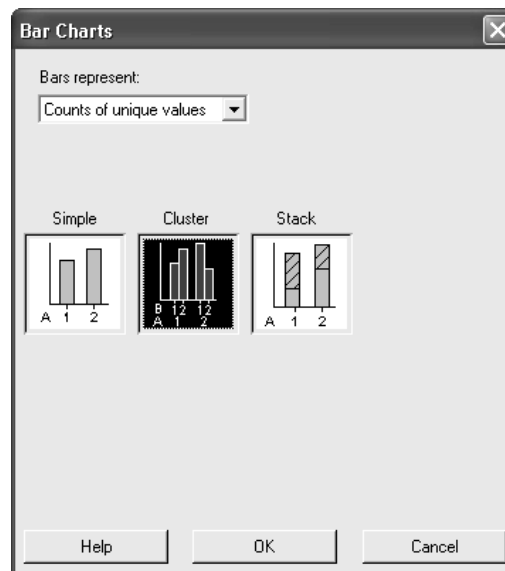 Bar Charts
Bars represent:
Counts of unique values
Simple Cluster Stack
A 1 2
B 12 12
A 1 2
A 1 2
Help OK Cancel